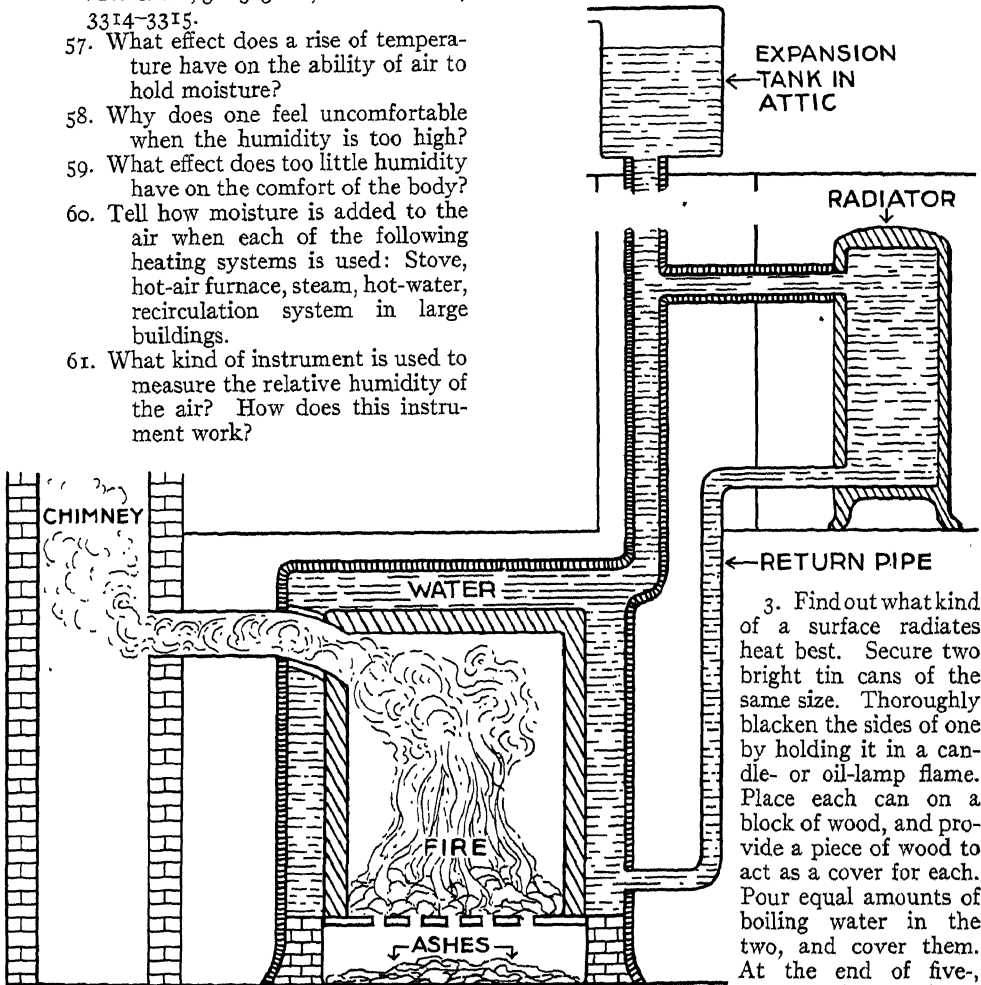 3314–3315.
57. What effect does a rise of tempera-
ture have on the ability of air to
hold moisture?
58. Why does one feel uncomfortable
when the humidity is too high?
59. What effect does too little humidity
have on the comfort of the body?
60. Tell how moisture is added to the
air when each of the following
heating systems is used: Stove,
hot-air furnace, steam, hot-water,
recirculation system in large
buildings.
61. What kind of instrument is used to
measure the relative humidity of
the air? How does this instru-
ment work?
EXPANSION
TANK IN
ATTIC
RADIATOR
CHIMNEY
WATER
RETURN PIPE
FIRE
ASHES
3. Find out what kind
of a surface radiates
heat best. Secure two
bright tin cans of the
same size. Thoroughly
blacken the sides of one
by holding it in a can-
dle- or oil-lamp flame.
Place each can on a
block of wood, and pro-
vide a piece of wood to
act as a cover for each.
Pour equal amounts of
boiling water in the
two, and cover them.
At the end of five-,